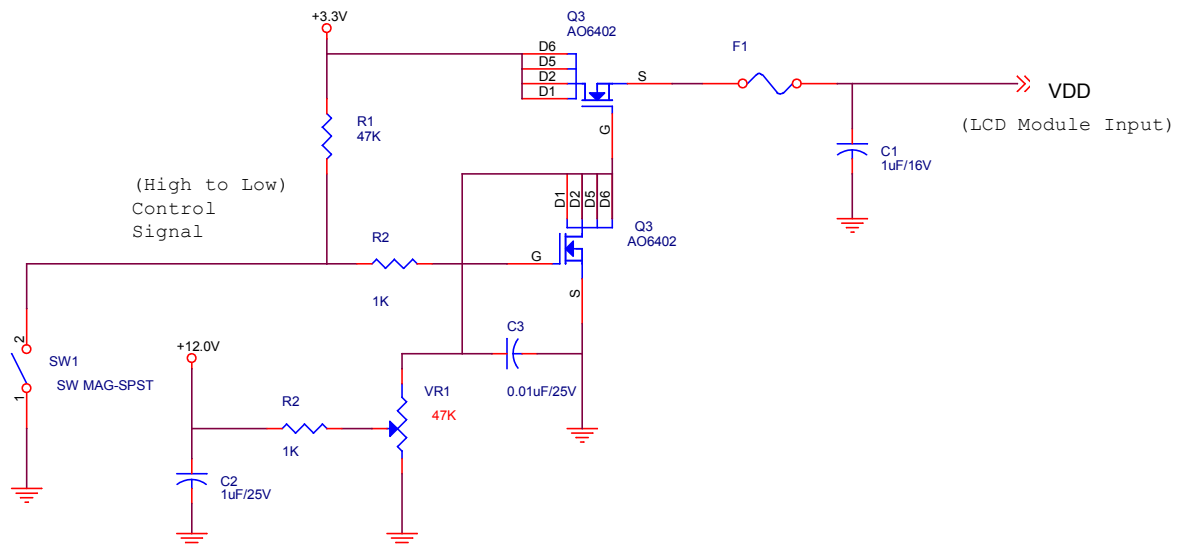 +3.3V
Q3
AO6402
D6
D5
D2
D1
S
G
F1
VDD
(LCD Module Input)
R1
47K
C1
1uF/16V
(High to Low)
Control
Signal
D1
D2
D5
D6
Q3
AO6402
R2
1K
G
S
2
SW1
SW MAG-SPST
1
+12.0V
C3
0.01uF/25V
VR1
47K
R2
1K
C2
1uF/25V